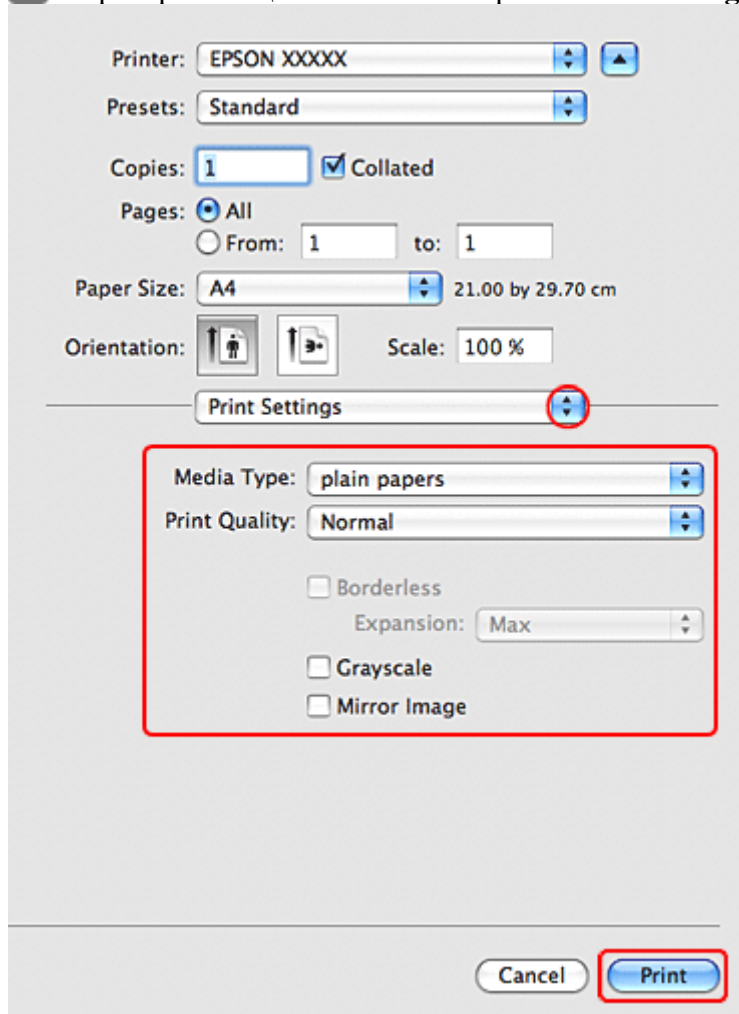 Printer: EPSON XXXXX
Presets: Standard
Copies: 1 Collated
Pages: All
From: 1 to: 1
Paper Size: A4 21.00 by 29.70 cm
Orientation: Scale: 100 %
Print Settings
Media Type: plain papers
Print Quality: Normal
Borderless
Expansion: Max
Grayscale
Mirror Image
Cancel Print